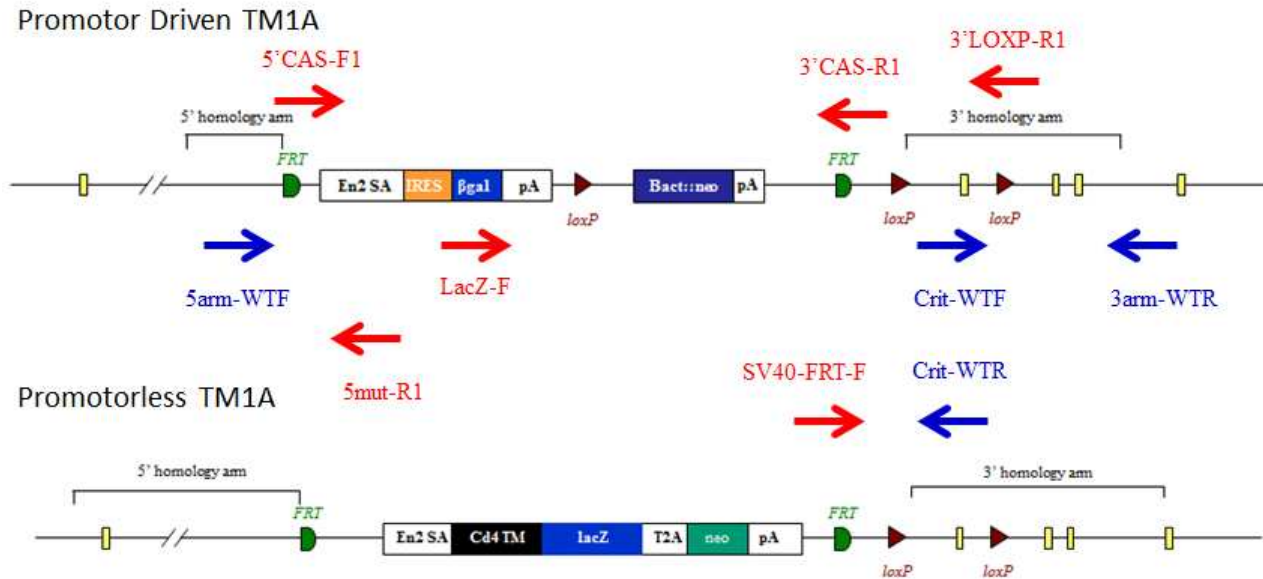 Promotor Driven TM1A
5'CAS-F1
3'CAS-R1
3'LOXP-R1
5' homology arm
3' homology arm
FRT
FRT
En2 SA IRES βgal pA
Bact::neo pA
loxP
loxP
loxP
5arm-WTF
LacZ-F
Crit-WTF
3arm-WTR
5mut-R1
SV40-FRT-F
Crit-WTR
Promotorless TM1A
5' homology arm
3' homology arm
FRT
FRT
En2 SA Cd4 TM lacZ T2A neo pA
loxP
loxP